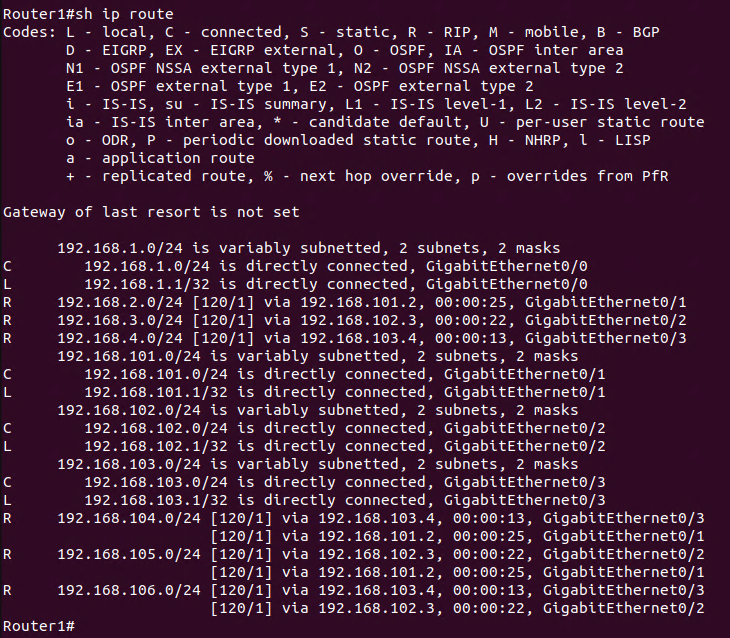 Router1#sh ip route
Codes: L - local, C - connected, S - static, R - RIP, M - mobile, B - BGP
       D - EIGRP, EX - EIGRP external, O - OSPF, IA - OSPF inter area
       N1 - OSPF NSSA external type 1, N2 - OSPF NSSA external type 2
       E1 - OSPF external type 1, E2 - OSPF external type 2
       i - IS-IS, su - IS-IS summary, L1 - IS-IS level-1, L2 - IS-IS level-2
       ia - IS-IS inter area, * - candidate default, U - per-user static route
       o - ODR, P - periodic downloaded static route, H - NHRP, l - LISP
       a - application route
       + - replicated route, % - next hop override, p - overrides from PfR

Gateway of last resort is not set

      192.168.1.0/24 is variably subnetted, 2 subnets, 2 masks
C        192.168.1.0/24 is directly connected, GigabitEthernet0/0
L        192.168.1.1/32 is directly connected, GigabitEthernet0/0
R     192.168.2.0/24 [120/1] via 192.168.101.2, 00:00:25, GigabitEthernet0/1
R     192.168.3.0/24 [120/1] via 192.168.102.3, 00:00:22, GigabitEthernet0/2
R     192.168.4.0/24 [120/1] via 192.168.103.4, 00:00:13, GigabitEthernet0/3
      192.168.101.0/24 is variably subnetted, 2 subnets, 2 masks
C        192.168.101.0/24 is directly connected, GigabitEthernet0/1
L        192.168.101.1/32 is directly connected, GigabitEthernet0/1
      192.168.102.0/24 is variably subnetted, 2 subnets, 2 masks
C        192.168.102.0/24 is directly connected, GigabitEthernet0/2
L        192.168.102.1/32 is directly connected, GigabitEthernet0/2
      192.168.103.0/24 is variably subnetted, 2 subnets, 2 masks
C        192.168.103.0/24 is directly connected, GigabitEthernet0/3
L        192.168.103.1/32 is directly connected, GigabitEthernet0/3
R     192.168.104.0/24 [120/1] via 192.168.103.4, 00:00:13, GigabitEthernet0/3
                       [120/1] via 192.168.101.2, 00:00:25, GigabitEthernet0/1
R     192.168.105.0/24 [120/1] via 192.168.102.3, 00:00:22, GigabitEthernet0/2
                       [120/1] via 192.168.101.2, 00:00:25, GigabitEthernet0/1
R     192.168.106.0/24 [120/1] via 192.168.103.4, 00:00:13, GigabitEthernet0/3
                       [120/1] via 192.168.102.3, 00:00:22, GigabitEthernet0/2
Router1#